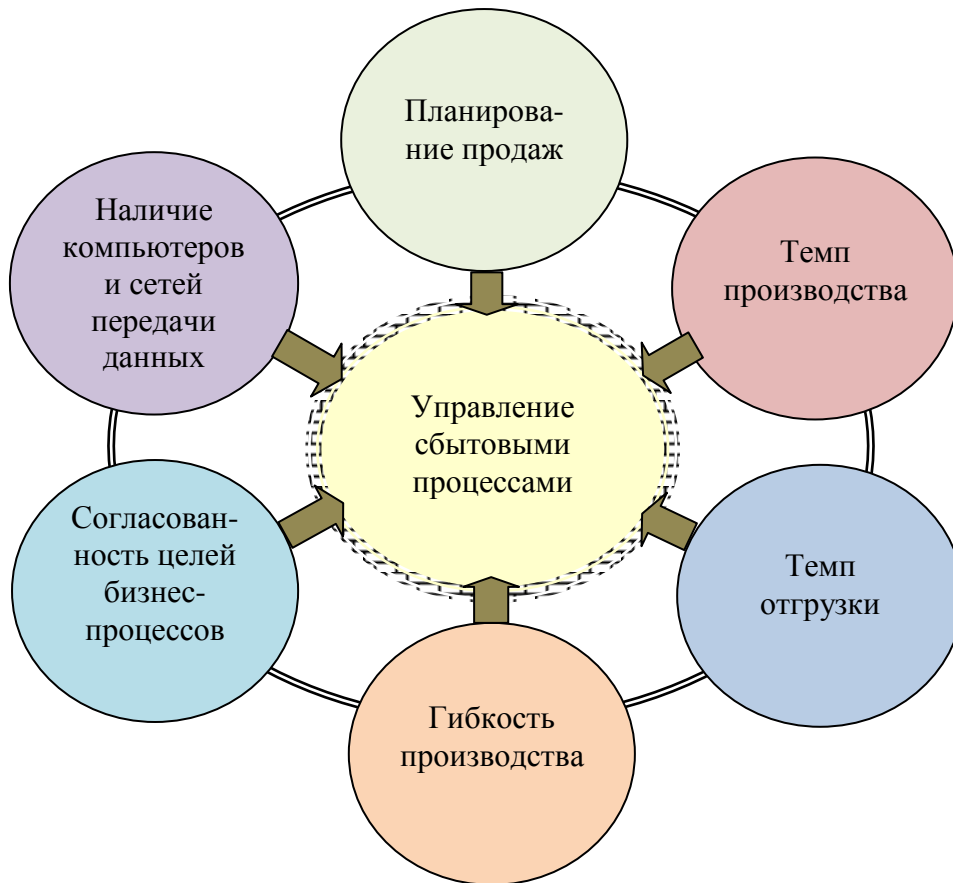 Планирова-
ние продаж
Наличие
компьютеров
и сетей
передачи
данных
Темп
производства
Управление
сбытовыми
процессами
Согласован-
ность целей
бизнес-
процессов
Темп
отгрузки
Гибкость
производства